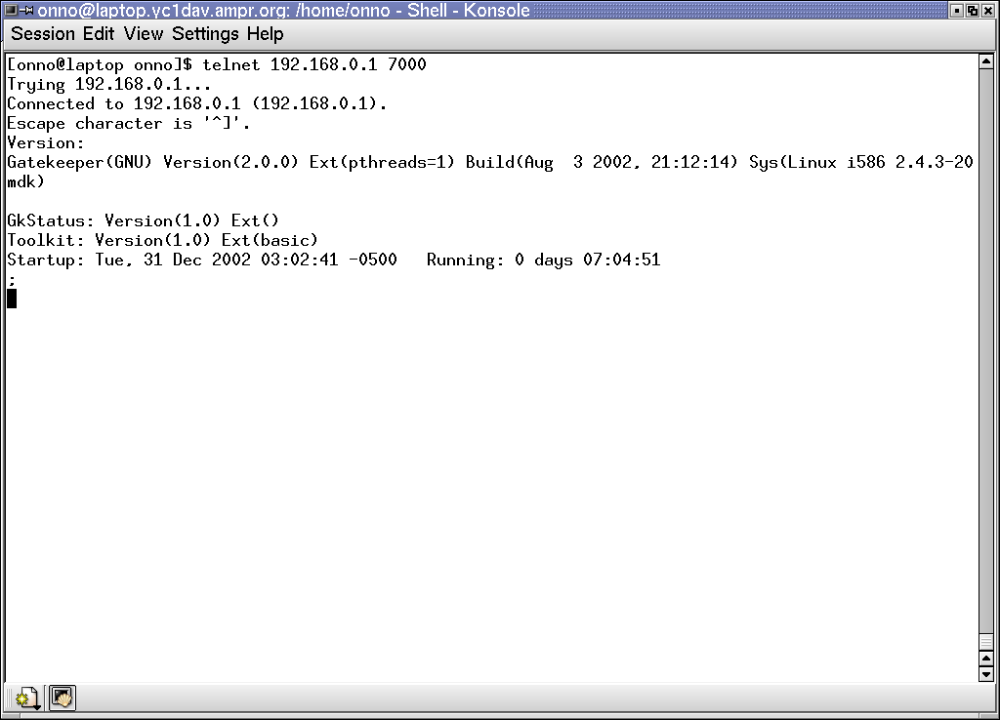 onno@laptop.yc1dav.ampr.org: /home/onno - Shell - Konsole
Session Edit View Settings Help
[onno@laptop onno]$ telnet 192.168.0.1 7000
Trying 192.168.0.1...
Connected to 192.168.0.1 (192.168.0.1).
Escape character is '^]'.
Version:
Gatekeeper(GNU) Version(2.0.0) Ext(pthreads=1) Build(Aug  3 2002, 21:12:14) Sys(Linux i586 2.4.3-20
mdk)
GkStatus: Version(1.0) Ext()
Toolkit: Version(1.0) Ext(basic)
Startup: Tue, 31 Dec 2002 03:02:41 -0500   Running: 0 days 07:04:51
;